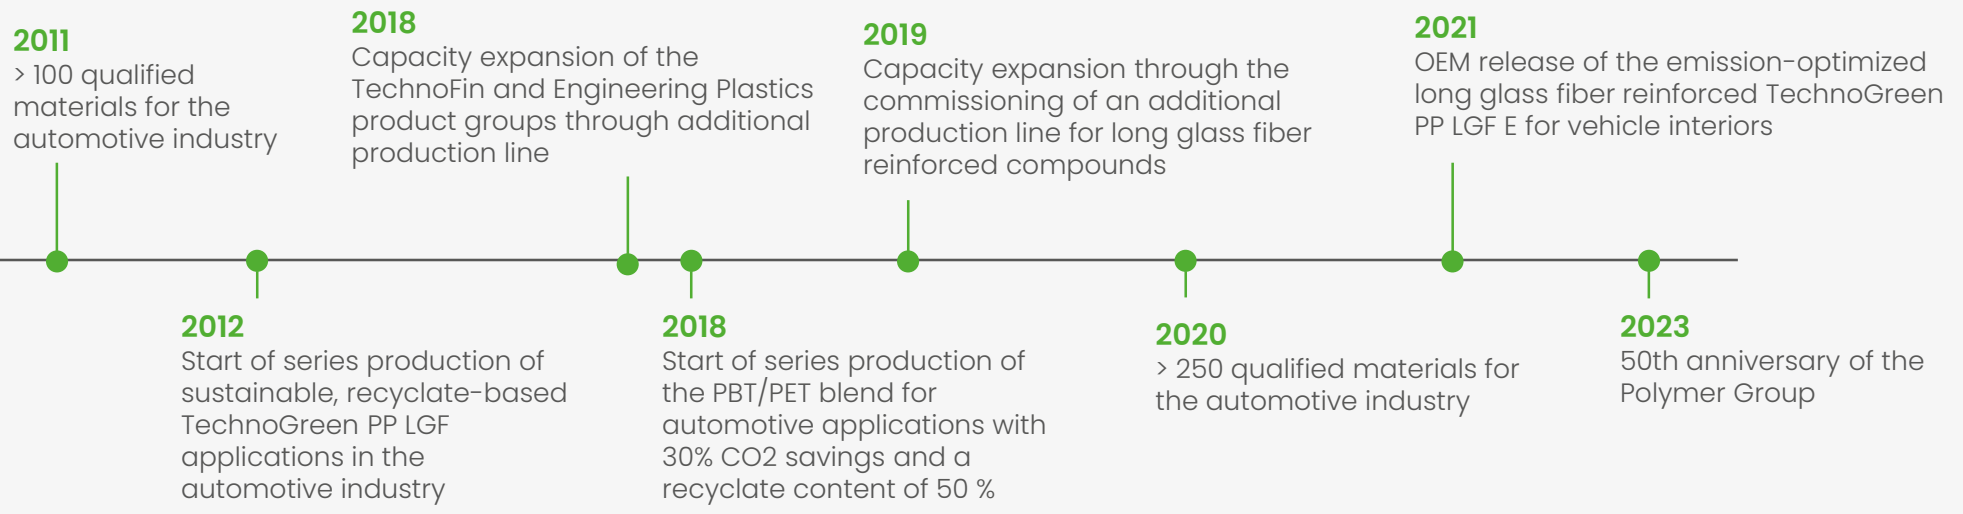 2011
> 100 qualified
materials for the
automotive industry
2012
Start of series production of
sustainable, recyclate-based
TechnoGreen PP LGF
applications in the
automotive industry
2018
Capacity expansion of the
TechnoFin and Engineering Plastics
product groups through additional
production line
2018
Start of series production of
the PBT/PET blend for
automotive applications with
30% CO2 savings and a
recyclate content of 50 %
2019
Capacity expansion through the
commissioning of an additional
production line for long glass fiber
reinforced compounds
2020
> 250 qualified materials for
the automotive industry
2021
OEM release of the emission-optimized
long glass fiber reinforced TechnoGreen
PP LGF E for vehicle interiors
2023
50th anniversary of the
Polymer Group